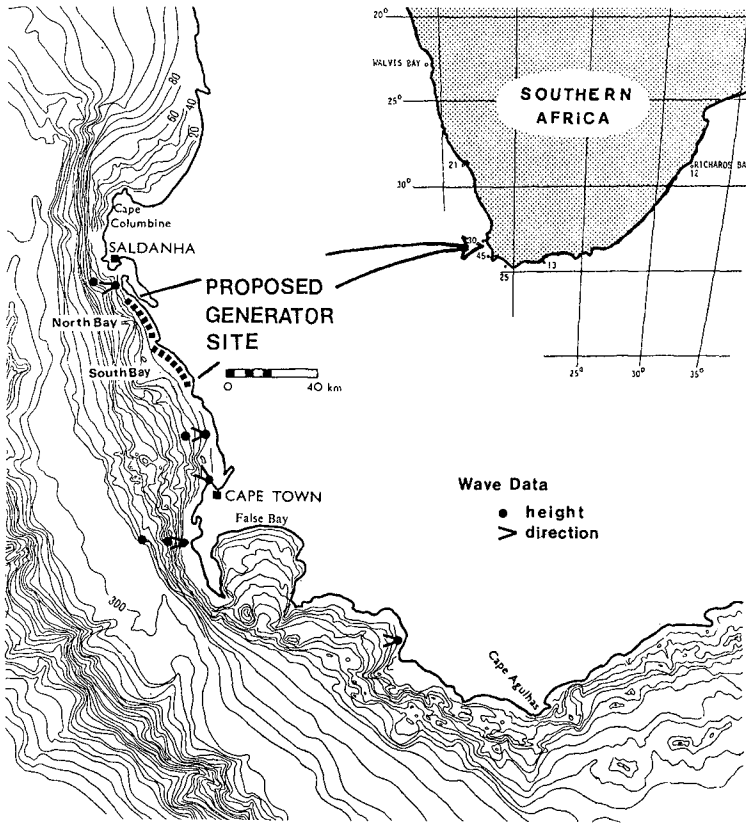 20°
WALVIS BAY
25°
SOUTHERN
AFRICA
21
RICHARDS BA
12
30°
30
45
13
25
25°
30°
35°
80
60
40
20
Cape
Columbine
SALDANHA
PROPOSED
GENERATOR
SITE
North Bay
South Bay
0 40 km
CAPE TOWN
False Bay
Wave Data
height
direction
300
Cape Agulhas